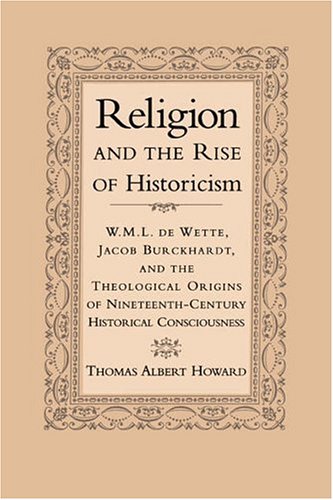 Religion
AND THE RISE
OF HISTORICISM
W.M.L. DE WETTE,
JACOB BURCKHARDT,
AND THE
THEOLOGICAL ORIGINS
OF NINETEENTH-CENTURY
HISTORICAL CONSCIOUSNESS
THOMAS ALBERT HOWARD